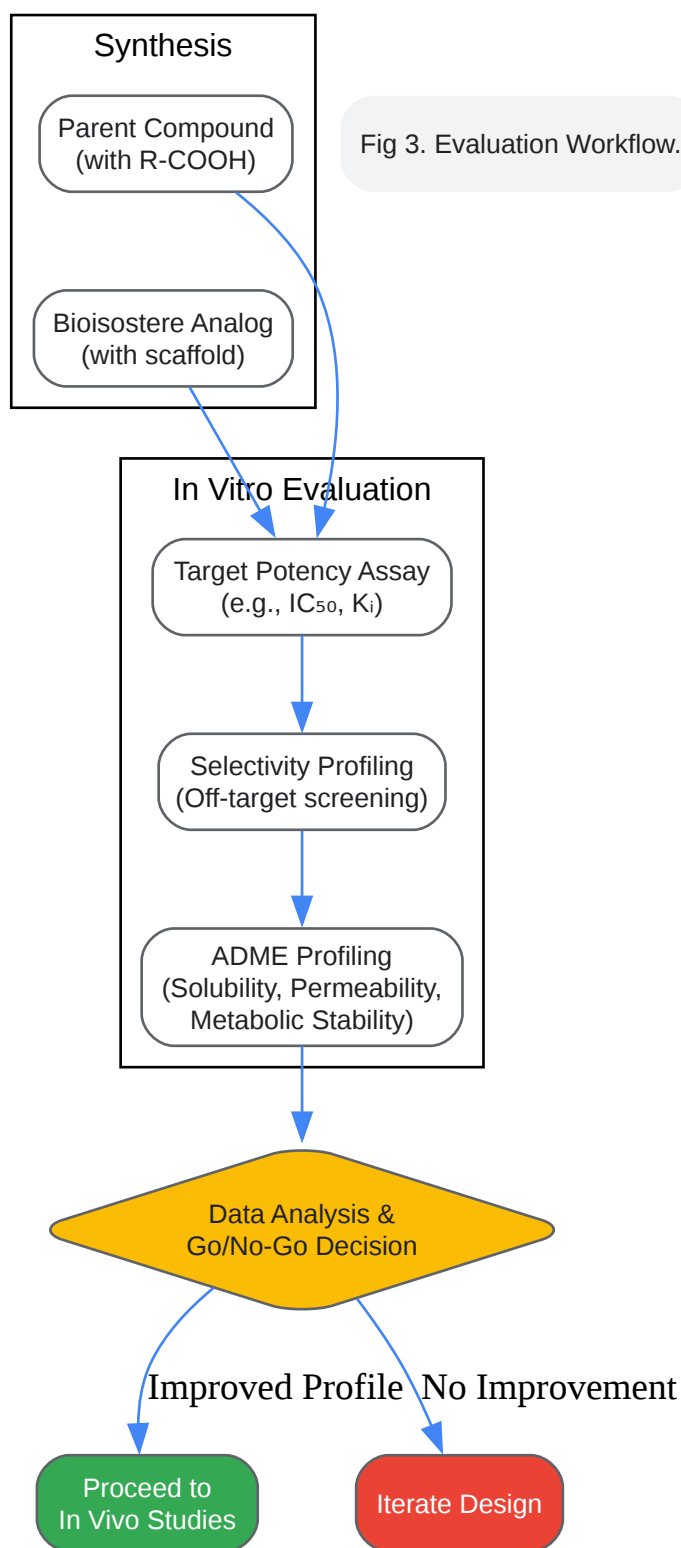 Synthesis
Parent Compound
(with R-COOH)
Fig 3. Evaluation Workflow.
Bioisostere Analog
(with scaffold)
In Vitro Evaluation
Target Potency Assay
(e.g., IC₅₀, Kᵢ)
Selectivity Profiling
(Off-target screening)
ADME Profiling
(Solubility, Permeability,
Metabolic Stability)
Data Analysis &
Go/No-Go Decision
Improved Profile
No Improvement
Proceed to
In Vivo Studies
Iterate Design